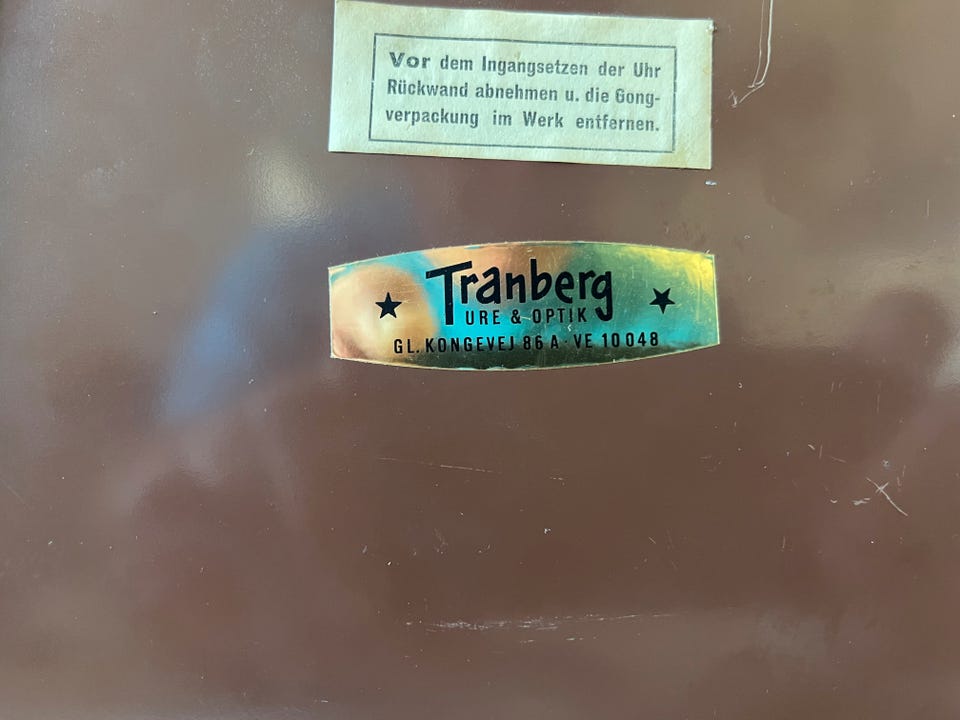 Vor dem Ingangsetzen der Uhr
Rückwand abnehmen u. die Gong-
verpackung im Werk entfernen.
Tranberg
URE & OPTIK
GL. KONGEVEJ 86 A · VE 10 048